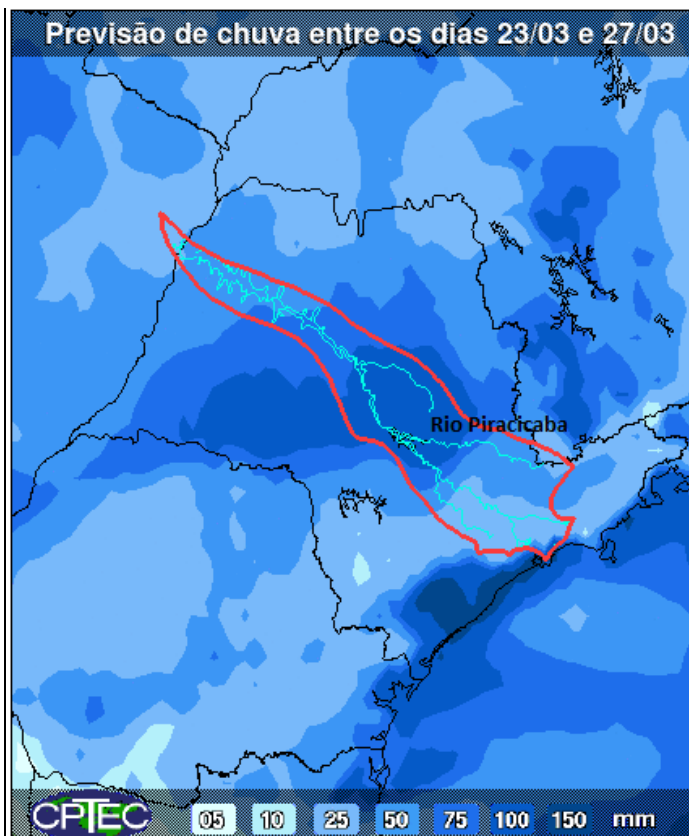 Previsão de chuva entre os dias 23/03 e 27/03
Rio Piracicaba
CPTEC 05 10 25 50 75 100 150 mm